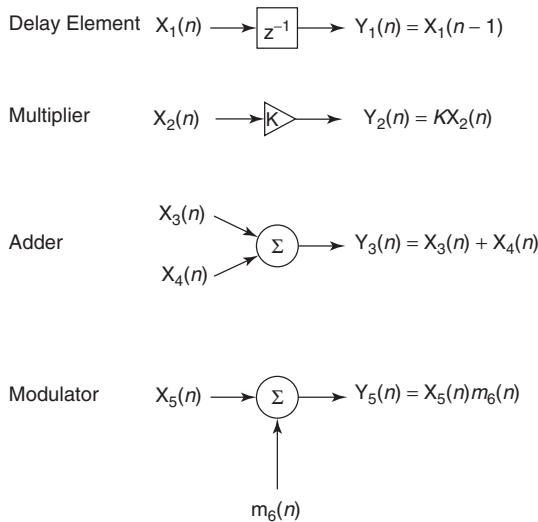 Delay Element X₁(n) z⁻¹ Y₁(n) = X₁(n − 1)
Multiplier X₂(n) K Y₂(n) = KX₂(n)
X₃(n)
Adder Σ Y₃(n) = X₃(n) + X₄(n)
X₄(n)
Modulator X₅(n) Σ Y₅(n) = X₅(n)m₆(n)
m₆(n)